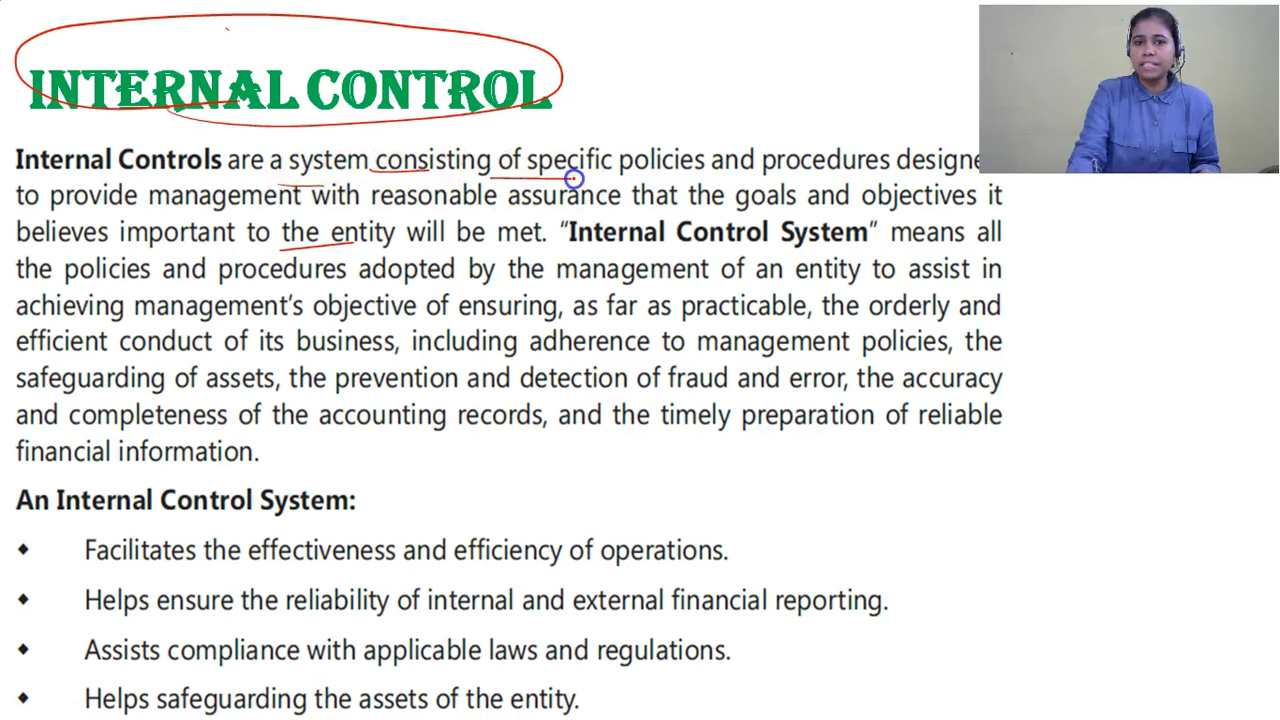 INTERNAL CONTROL
Internal Controls are a system consisting of specific policies and procedures designe
to provide management with reasonable assurance that the goals and objectives it
believes important to the entity will be met. “Internal Control System” means all
the policies and procedures adopted by the management of an entity to assist in
achieving management’s objective of ensuring, as far as practicable, the orderly and
efficient conduct of its business, including adherence to management policies, the
safeguarding of assets, the prevention and detection of fraud and error, the accuracy
and completeness of the accounting records, and the timely preparation of reliable
financial information.
An Internal Control System:
◆ Facilitates the effectiveness and efficiency of operations.
◆ Helps ensure the reliability of internal and external financial reporting.
◆ Assists compliance with applicable laws and regulations.
◆ Helps safeguarding the assets of the entity.